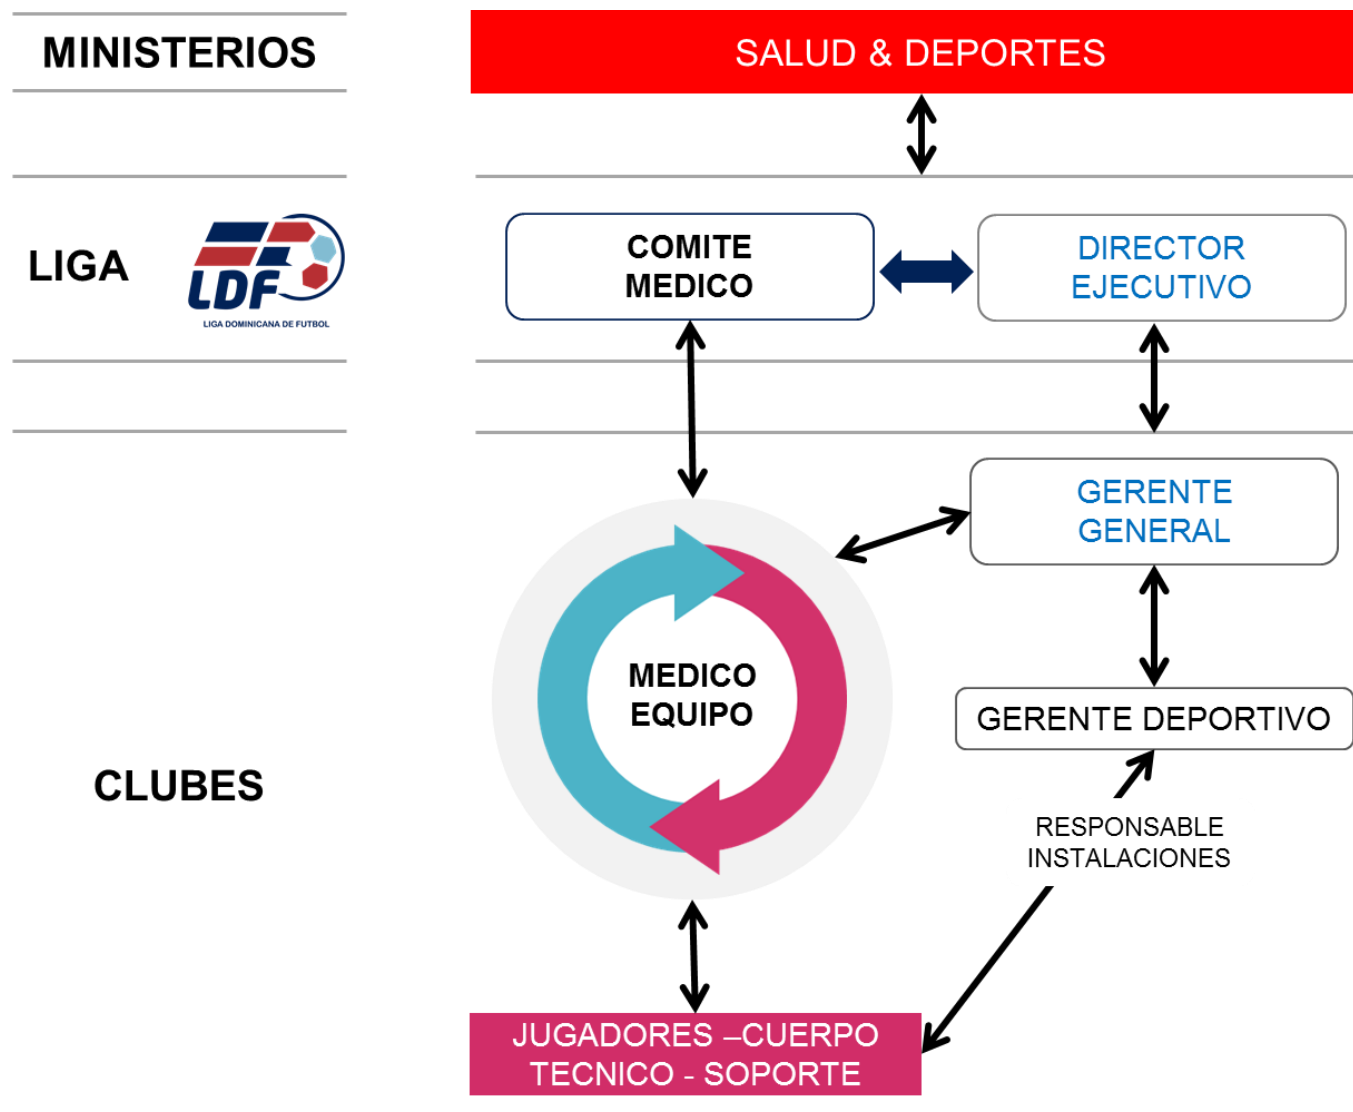 MINISTERIOS
SALUD & DEPORTES
LIGA
LDF
LIGA DOMINICANA DE FUTBOL
COMITE
MEDICO
DIRECTOR
EJECUTIVO
GERENTE
GENERAL
MEDICO
EQUIPO
GERENTE DEPORTIVO
CLUBES
RESPONSABLE
INSTALACIONES
JUGADORES –CUERPO
TECNICO - SOPORTE